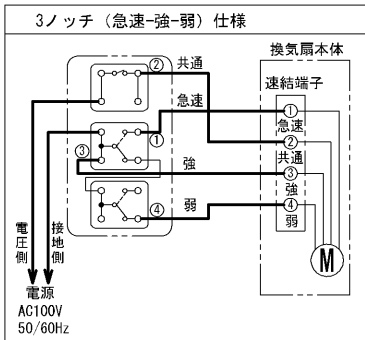 3ノッチ（急速-強-弱）仕様
換気扇本体
速結端子
② 共通
急速
①
③
強
④ 弱
① 急速
② 共通
③ 強
④ 弱
M
電圧側
接地側
電源
AC100V
50/60Hz